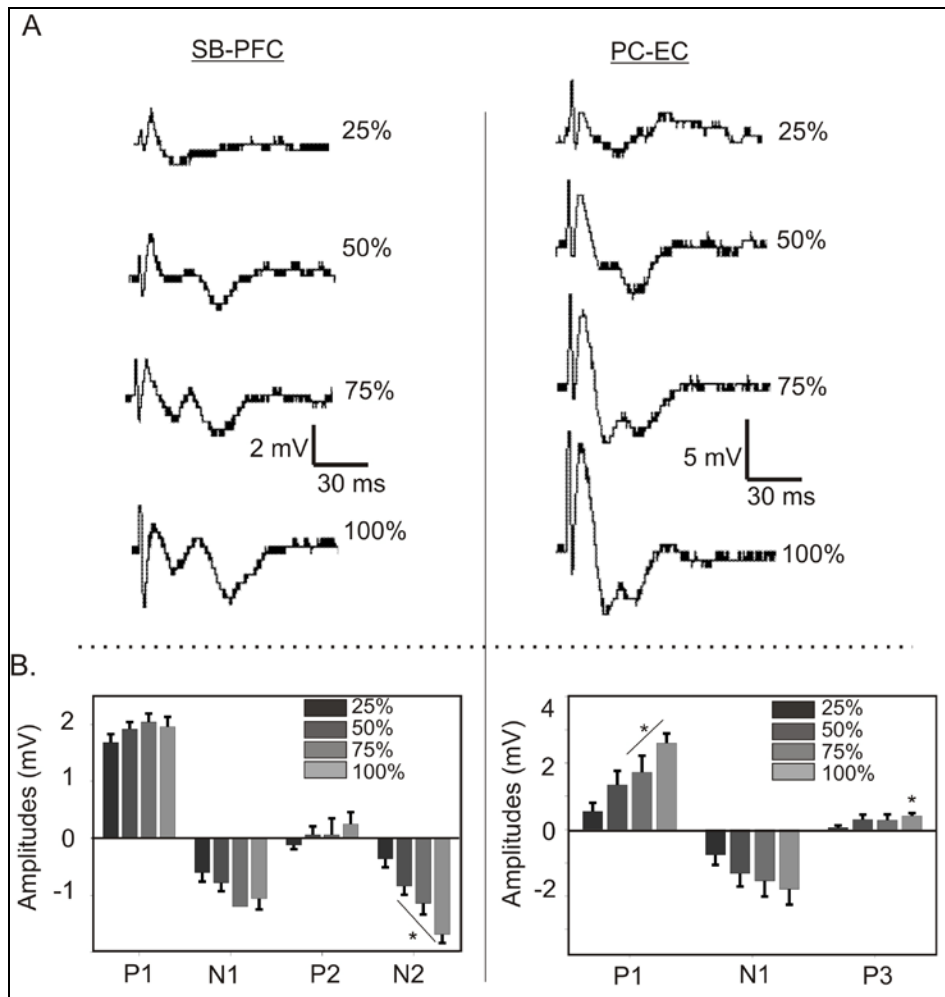 A
SB-PFC
25%
50%
75%
2 mV
30 ms
100%
PC-EC
25%
50%
75%
5 mV
30 ms
100%
B.
Amplitudes (mV)
2
1
0
-1
25%
50%
75%
100%
*
P1 N1 P2 N2
Amplitudes (mV)
4
2
0
-2
*
25%
50%
75%
100%
*
P1 N1 P3